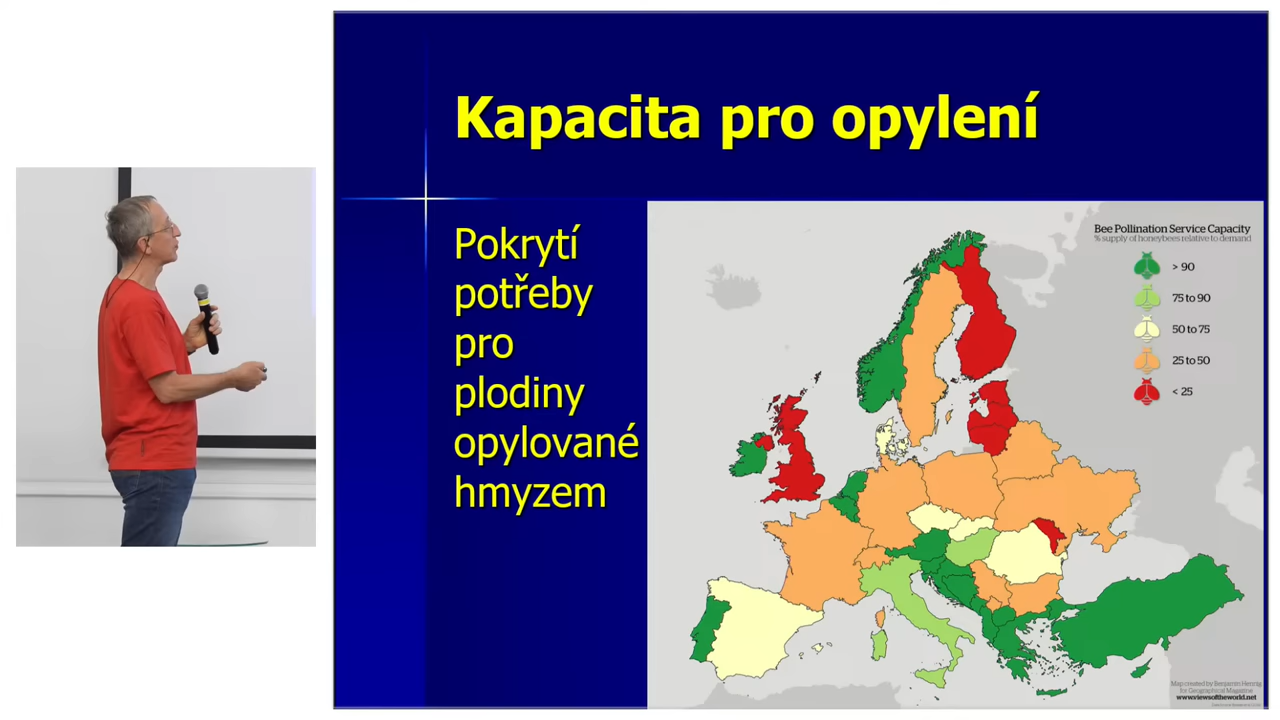 Kapacita pro opylení
Pokrytí
potřeby
pro
plodiny
opylované
hmyzem
Bee Pollination Service Capacity
% supply of honeybees relative to demand
> 90
75 to 90
50 to 75
25 to 50
< 25
Map created by Benjamin Hennig
for Geographical Magazine
www.viewsoftheworld.net